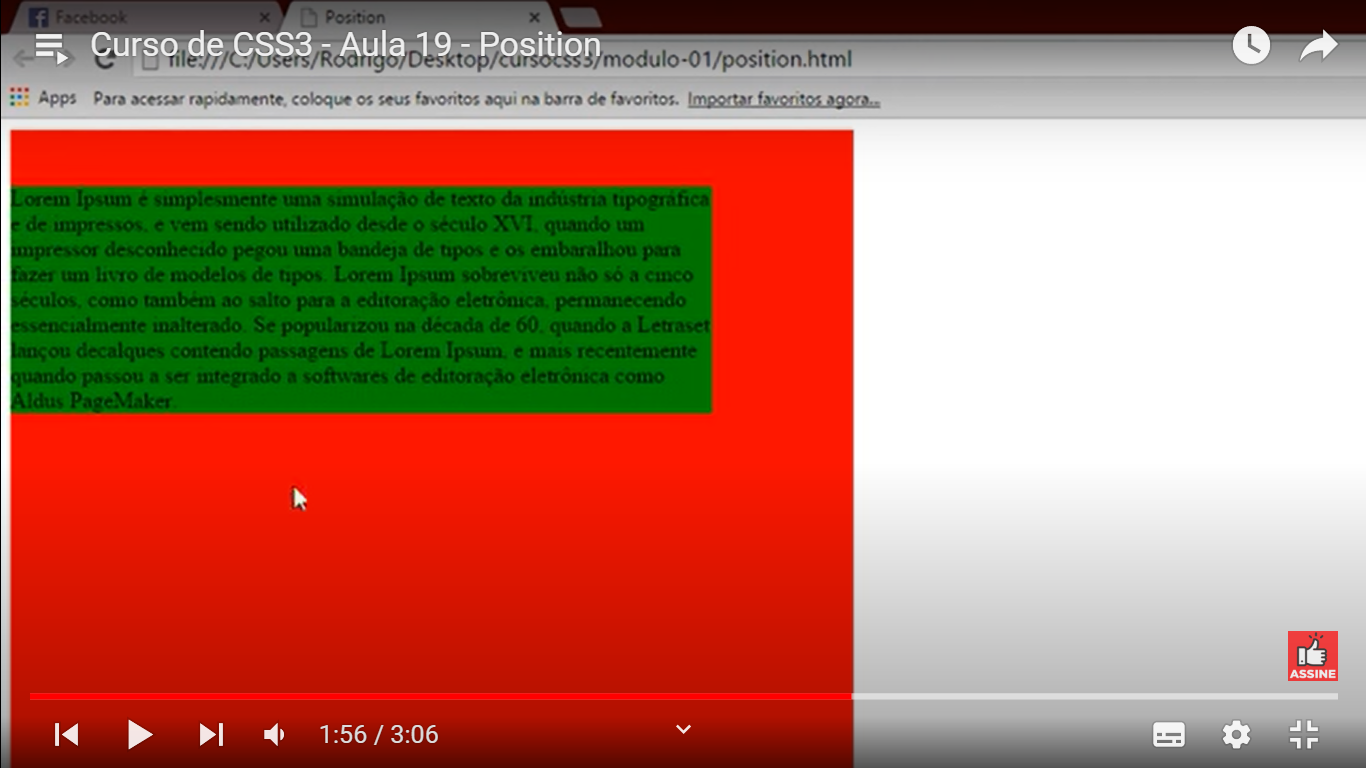 Facebook
Position
Curso de CSS3 - Aula 19 - Position
file:///C:/Users/Rodrigo/Desktop/cursocss3/modulo-01/position.html
Apps Para acessar rapidamente, coloque os seus favoritos aqui na barra de favoritos. Importar favoritos agora...
Lorem Ipsum é simplesmente uma simulação de texto da indústria tipográfica
e de impressos, e vem sendo utilizado desde o século XVI, quando um
impressor desconhecido pegou uma bandeja de tipos e os embaralhou para
fazer um livro de modelos de tipos. Lorem Ipsum sobreviveu não só a cinco
séculos, como também ao salto para a editoração eletrônica, permanecendo
essencialmente inalterado. Se popularizou na década de 60, quando a Letraset
lançou decalques contendo passagens de Lorem Ipsum, e mais recentemente
quando passou a ser integrado a softwares de editoração eletrônica como
Aldus PageMaker.
ASSINE
1:56 / 3:06